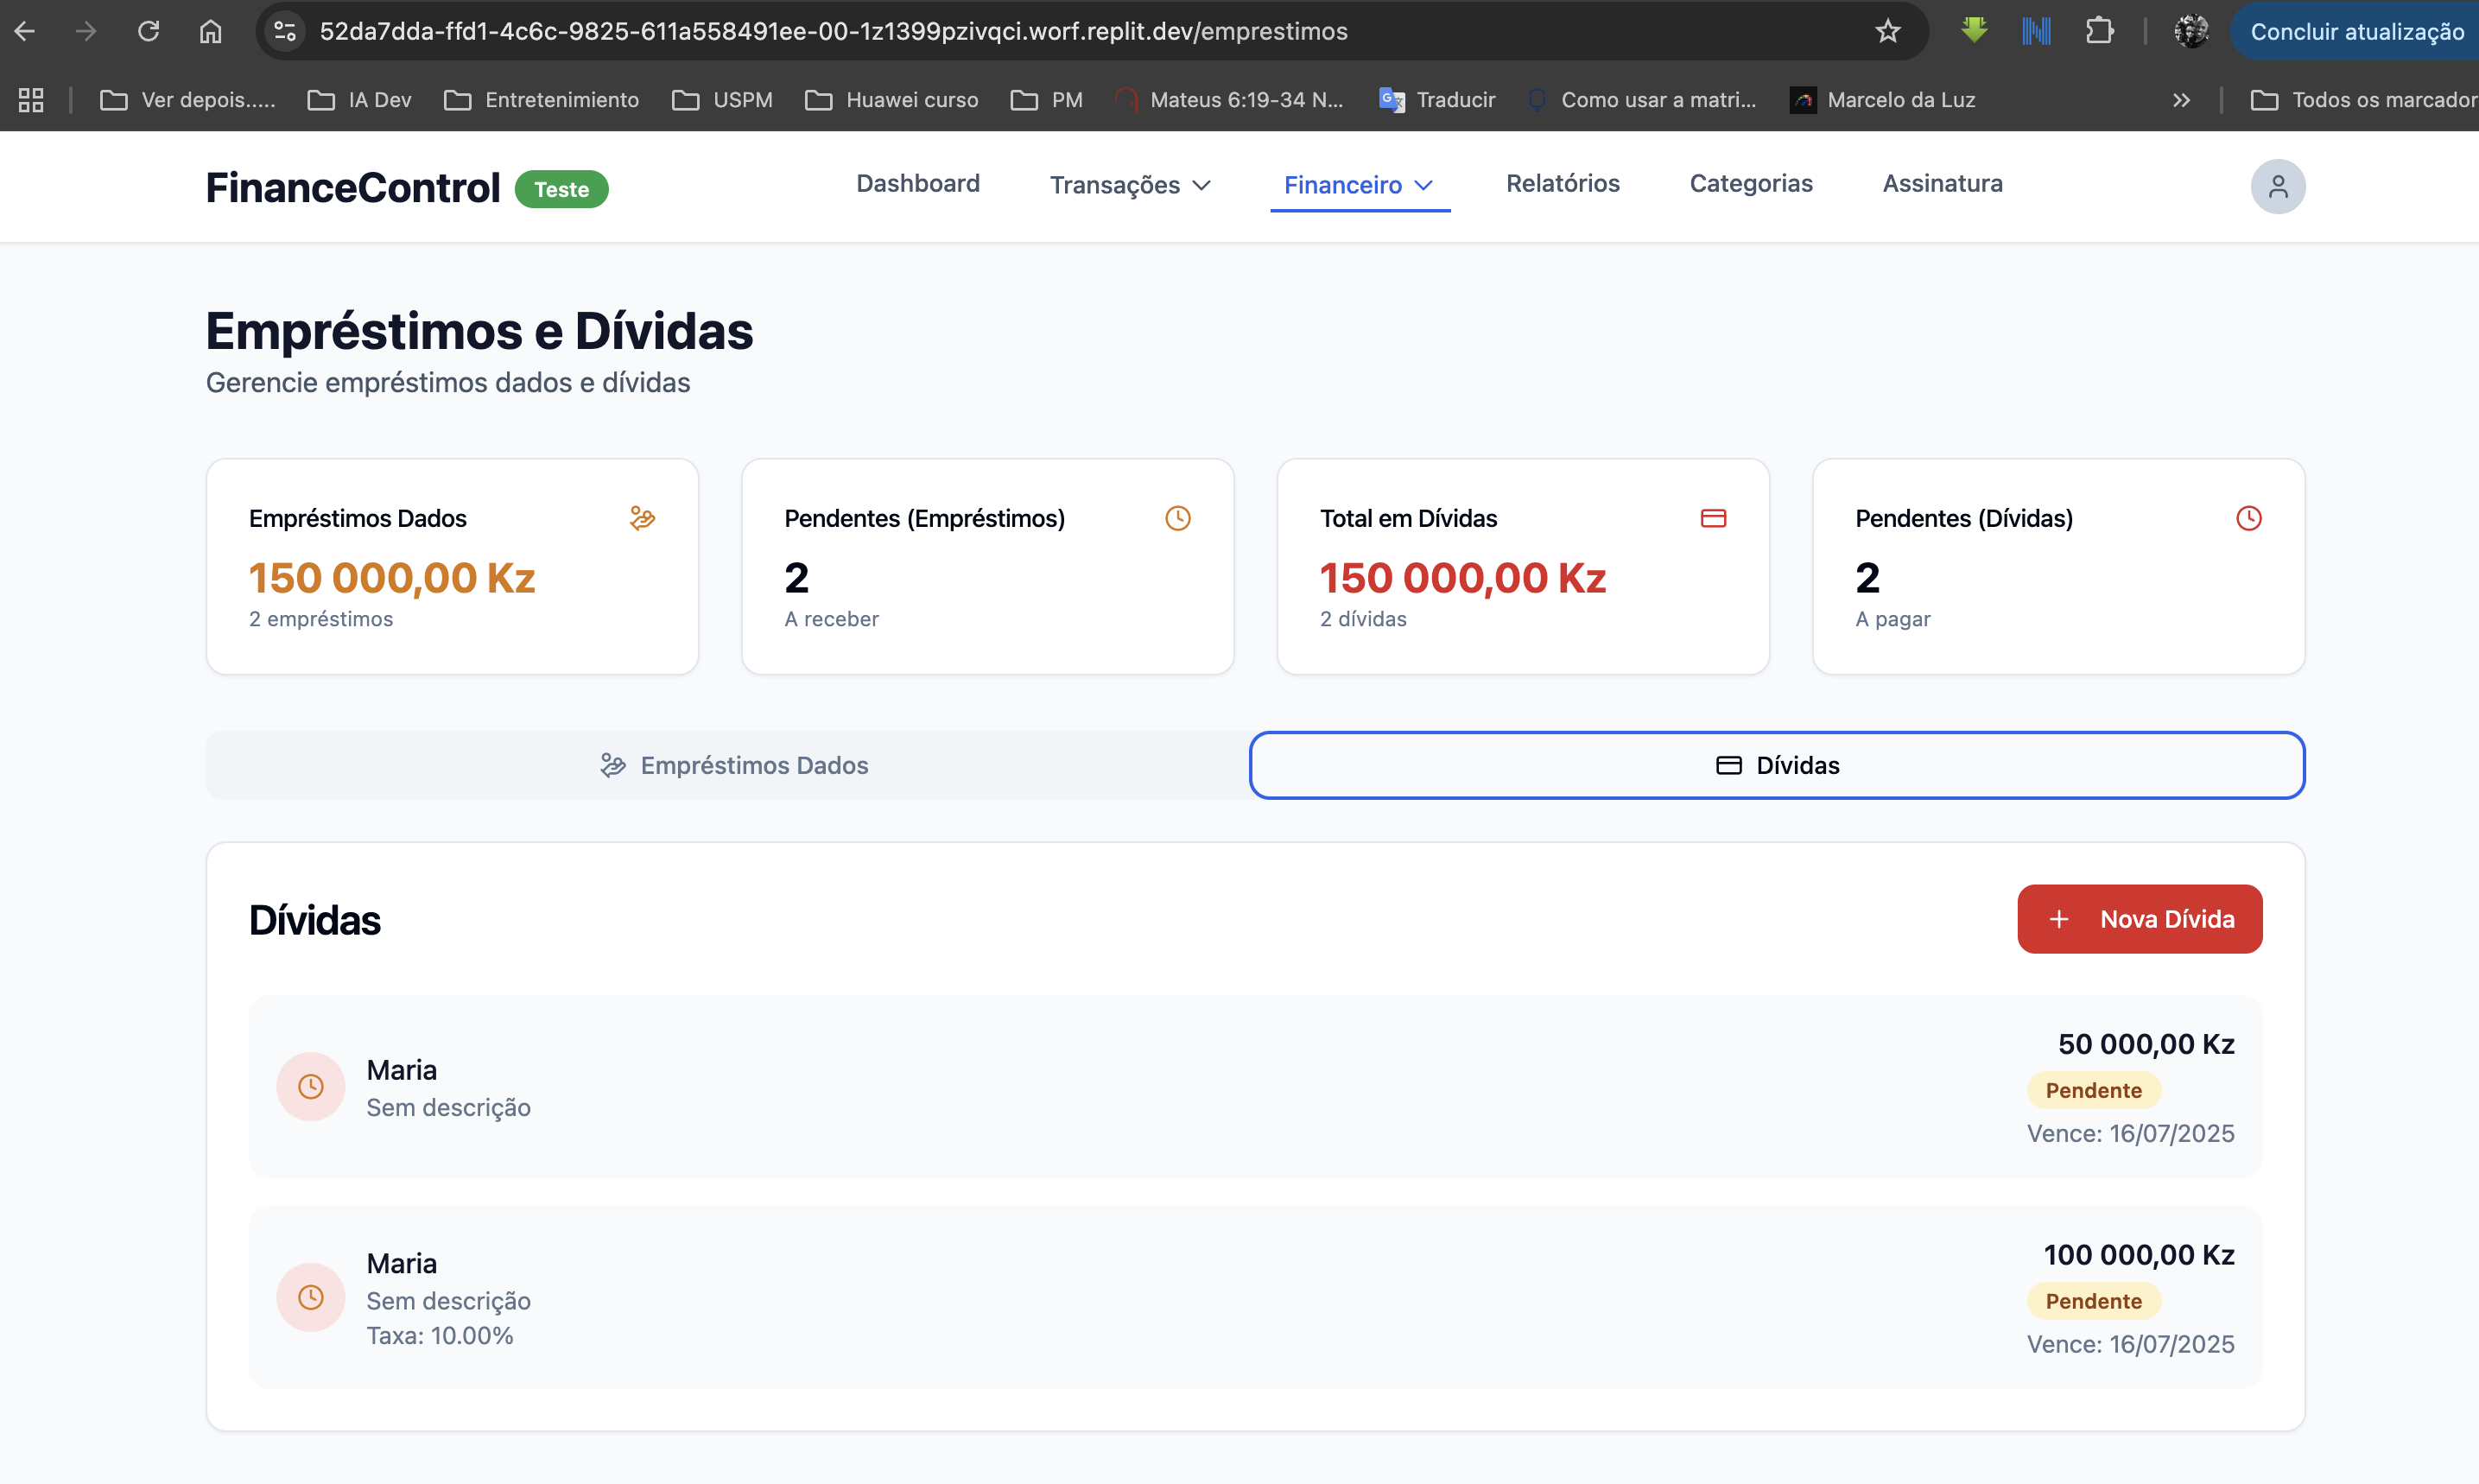 52da7dda-ffd1-4c6c-9825-611a558491ee-00-1z1399pzivqci.worf.replit.dev/emprestimos
Concluir atualização
Ver depois.....
IA Dev
Entretenimiento
USPM
Huawei curso
PM
Mateus 6:19-34 N...
Traducir
Como usar a matri...
Marcelo da Luz
Todos os marcador
FinanceControl
Teste
Dashboard
Transações
Financeiro
Relatórios
Categorias
Assinatura
Empréstimos e Dívidas
Gerencie empréstimos dados e dívidas
Empréstimos Dados
150 000,00 Kz
2 empréstimos
Pendentes (Empréstimos)
2
A receber
Total em Dívidas
150 000,00 Kz
2 dívidas
Pendentes (Dívidas)
2
A pagar
Empréstimos Dados
Dívidas
Dívidas
+ Nova Dívida
Maria
Sem descrição
50 000,00 Kz
Pendente
Vence: 16/07/2025
Maria
Sem descrição
Taxa: 10.00%
100 000,00 Kz
Pendente
Vence: 16/07/2025